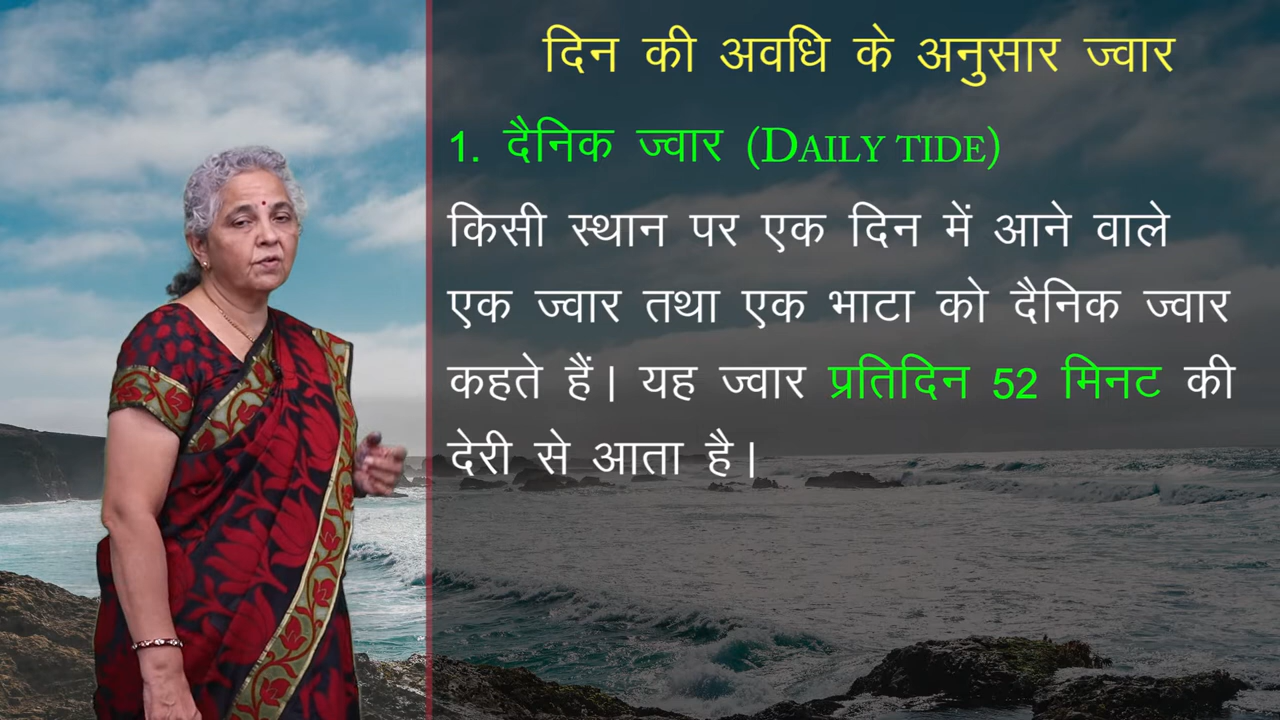 दिन की अवधि के अनुसार ज्वार
1. दैनिक ज्वार (DAILY TIDE)
किसी स्थान पर एक दिन में आने वाले
एक ज्वार तथा एक भाटा को दैनिक ज्वार
कहते हैं। यह ज्वार प्रतिदिन 52 मिनट की
देरी से आता है।